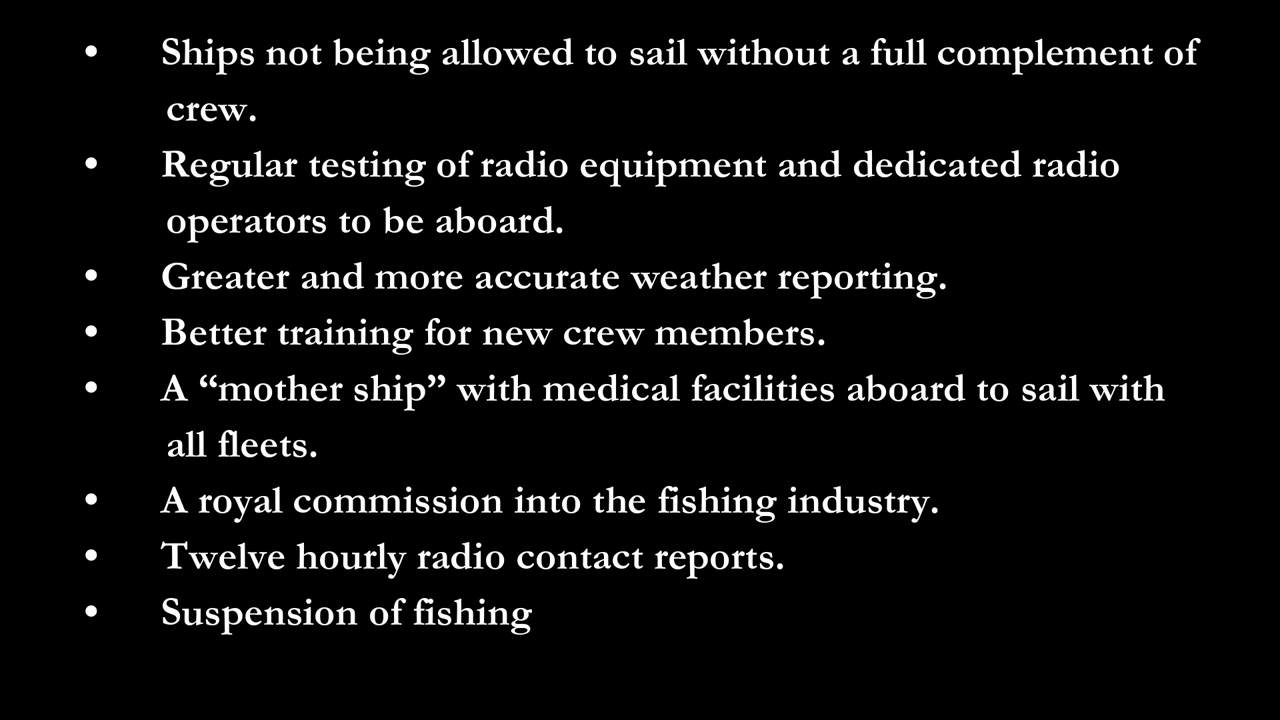 • Ships not being allowed to sail without a full complement of
crew.
• Regular testing of radio equipment and dedicated radio
operators to be aboard.
• Greater and more accurate weather reporting.
• Better training for new crew members.
• A “mother ship” with medical facilities aboard to sail with
all fleets.
• A royal commission into the fishing industry.
• Twelve hourly radio contact reports.
• Suspension of fishing